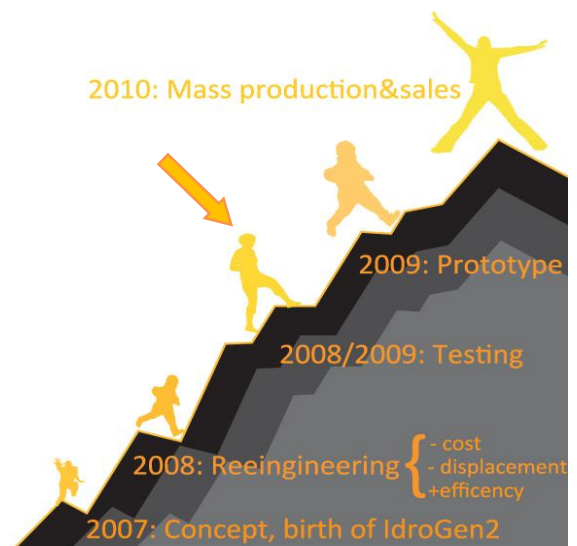 2010: Mass production&sales
2009: Prototype
2008/2009: Testing
2008: Reeingineering { - cost
- displacement
+efficency
2007: Concept, birth of IdroGen2